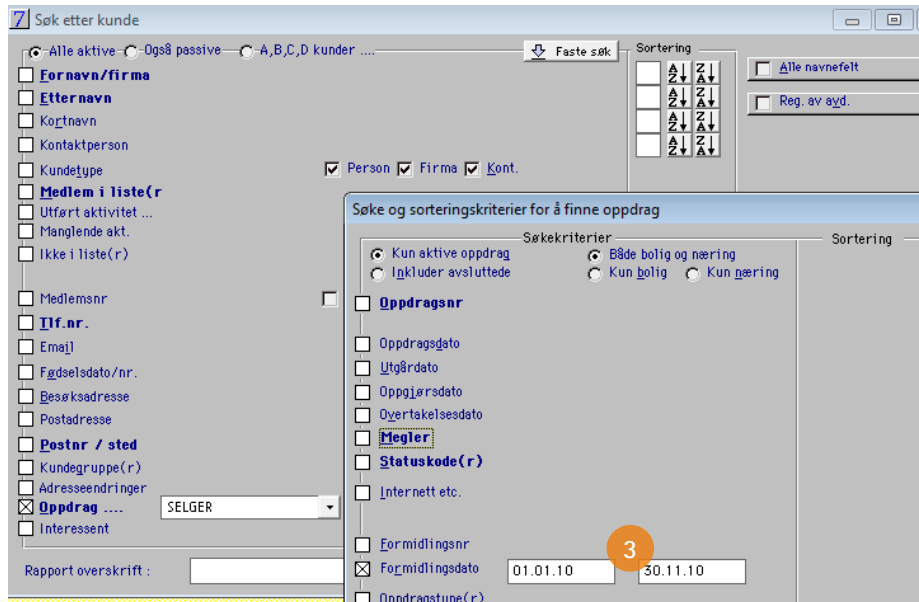 7 Søk etter kunde
Alle aktive Også passive A,B,C,D kunder .... Faste søk Sortering
Fornavn/firma
Etternavn
Kortnavn
Kontaktperson
Kundetype Person Firma Kont.
Medlem i liste(r
Utført aktivitet ...
Manglende akt.
Ikke i liste(r)
Medlemsnr
Tlf.nr.
Email
Fødselsdato/nr.
Besøksadresse
Postadresse
Postnr / sted
Kundegruppe(r)
Adresseendringer
Oppdrag .... SELGER
Interessent
Rapport overskrift :
A Z Z A
A Z Z A
A Z Z A
A Z Z A
Alle navnefelt
Reg. av avd.
Søke og sorteringskriterier for å finne oppdrag
Søkekriterier Sortering
Kun aktive oppdrag Både bolig og næring
Inkluder avsluttede Kun bolig Kun næring
Oppdragsnr
Oppdragsdato
Utgårdato
Oppgjørsdato
Overtakelsesdato
Megler
Statuskode(r)
Internett etc.
Formidlingsnr
Formidlingsdato 01.01.10 3 30.11.10
Oppdragstype(r)